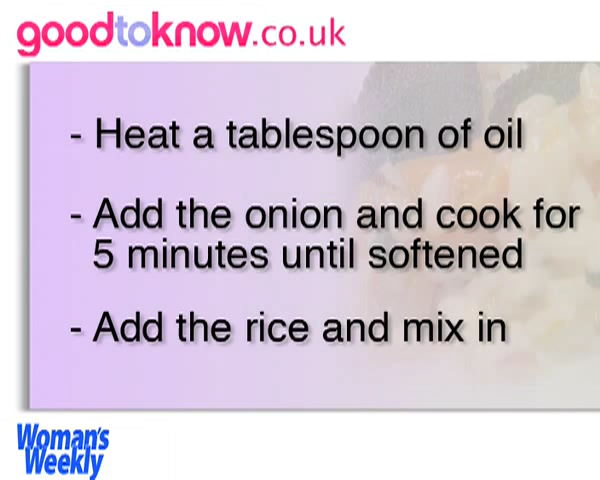 goodtoknow.co.uk
- Heat a tablespoon of oil
- Add the onion and cook for
5 minutes until softened
- Add the rice and mix in
Woman's
Weekly